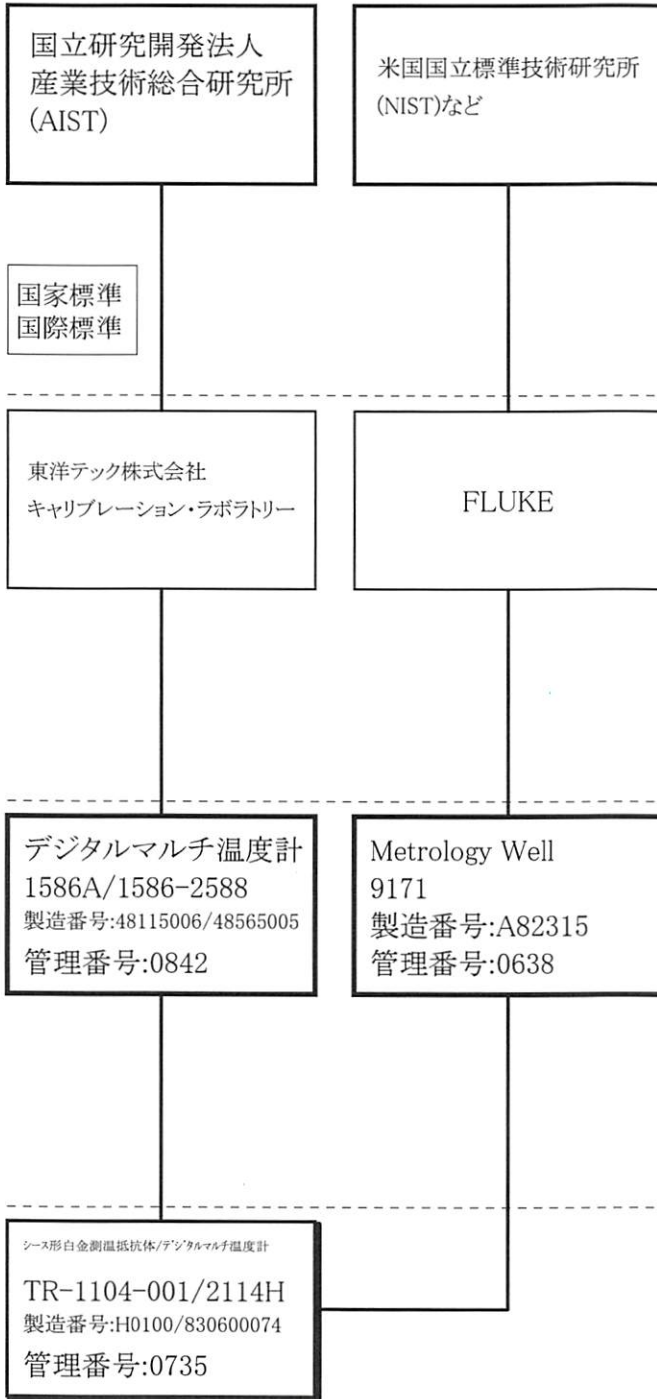 国立研究開発法人
産業技術総合研究所
(AIST)
米国国立標準技術研究所
(NIST)など
国家標準
国際標準
東洋テック株式会社
キャリブレーション・ラボラトリー
FLUKE
デジタルマルチ温度計
1586A/1586-2588
製造番号:48115006/48565005
管理番号:0842
Metrology Well
9171
製造番号:A82315
管理番号:0638
シース形白金測温抵抗体/デジタルマルチ温度計
TR-1104-001/2114H
製造番号:H0100/830600074
管理番号:0735